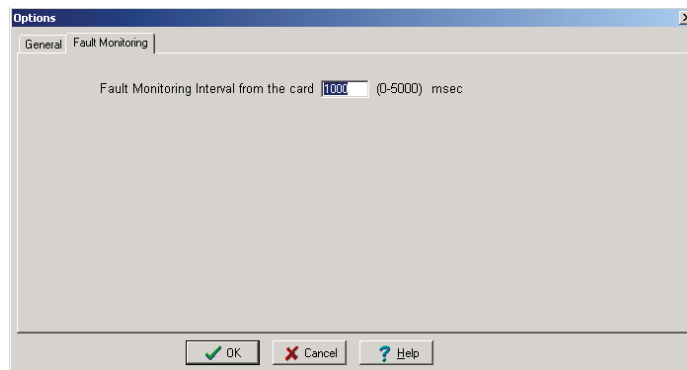 Options
General Fault Monitoring
Fault Monitoring Interval from the card 1000 (0-5000) msec
OK Cancel Help